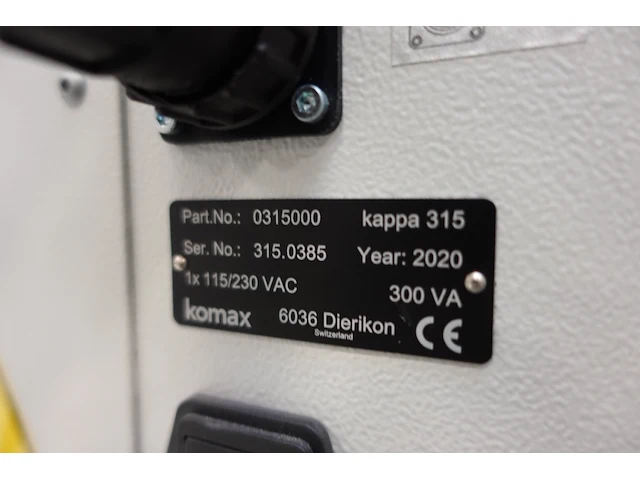 Part.No.: 0315000 kappa 315
Ser. No.: 315.0385 Year: 2020
1x 115/230 VAC 300 VA
komax 6036 Dierikon CE
Switzerland